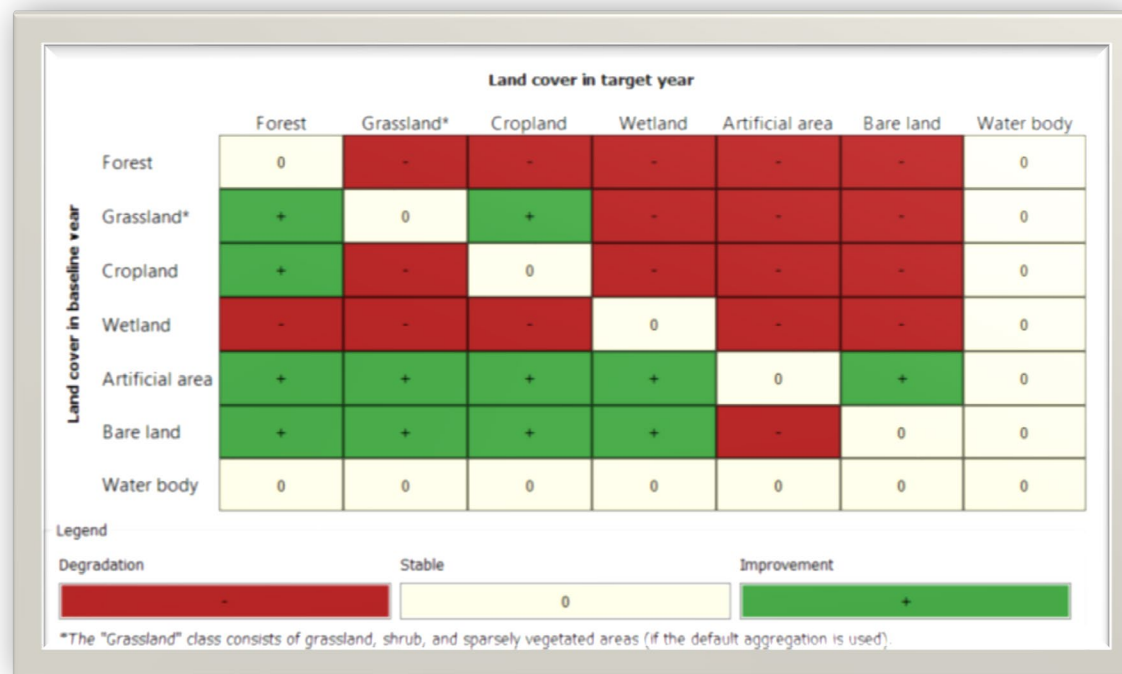 Land cover in target year
Forest Grassland* Cropland Wetland Artificial area Bare land Water body
Land cover in baseline year
Forest 0 - - - - - 0
Grassland* + 0 + - - - 0
Cropland + - 0 - - - 0
Wetland - - - 0 - - 0
Artificial area + + + + 0 + 0
Bare land + + + + - 0 0
Water body 0 0 0 0 0 0 0
Legend
Degradation Stable Improvement
- 0 +
*The "Grassland" class consists of grassland, shrub, and sparsely vegetated areas (if the default aggregation is used).